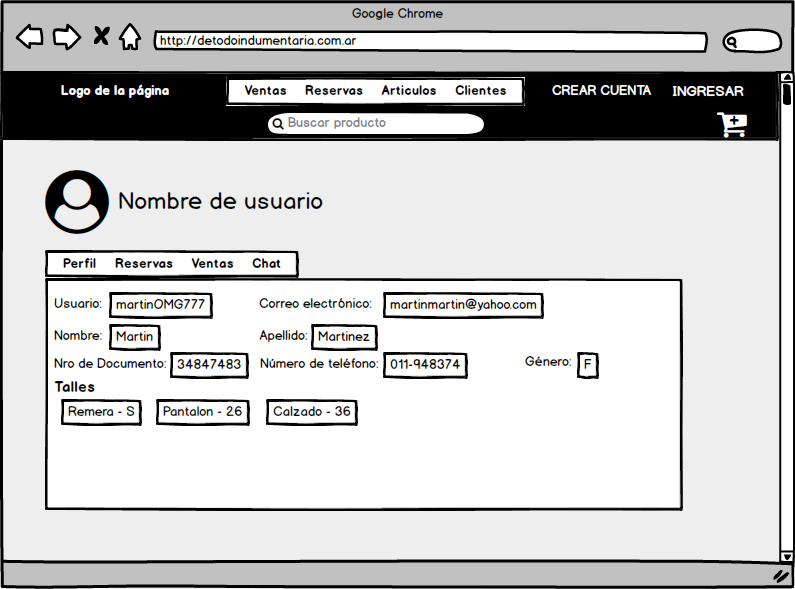 Google Chrome
http://detodoindumentaria.com.ar
Logo de la página Ventas Reservas Articulos Clientes CREAR CUENTA INGRESAR
Buscar producto
Nombre de usuario
Perfil Reservas Ventas Chat
Usuario: martinOMG777 Correo electrónico: martinmartin@yahoo.com
Nombre: Martin Apellido: Martinez
Nro de Documento: 34847483 Número de teléfono: 011-948374 Género: F
Talles
Remera - S Pantalon - 26 Calzado - 36